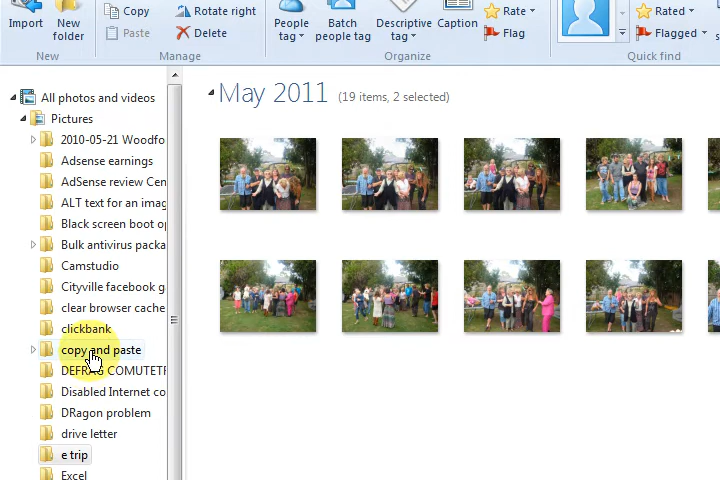 Import
New folder
Copy
Paste
Rotate right
Delete
People tag
Batch people tag
Descriptive tag
Caption
Rate
Flag
Rated
Flagged
New
Manage
Organize
Quick find
All photos and videos
Pictures
2010-05-21 Woodfo
Adsense earnings
AdSense review Cen
ALT text for an imag
Black screen boot op
Bulk antivirus packa
Camstudio
Cityville facebook g
clear browser cache
clickbank
copy and paste
DEFRAG COMUTETF
Disabled Internet co
DRagon problem
drive letter
e trip
Excel
May 2011 (19 items, 2 selected)